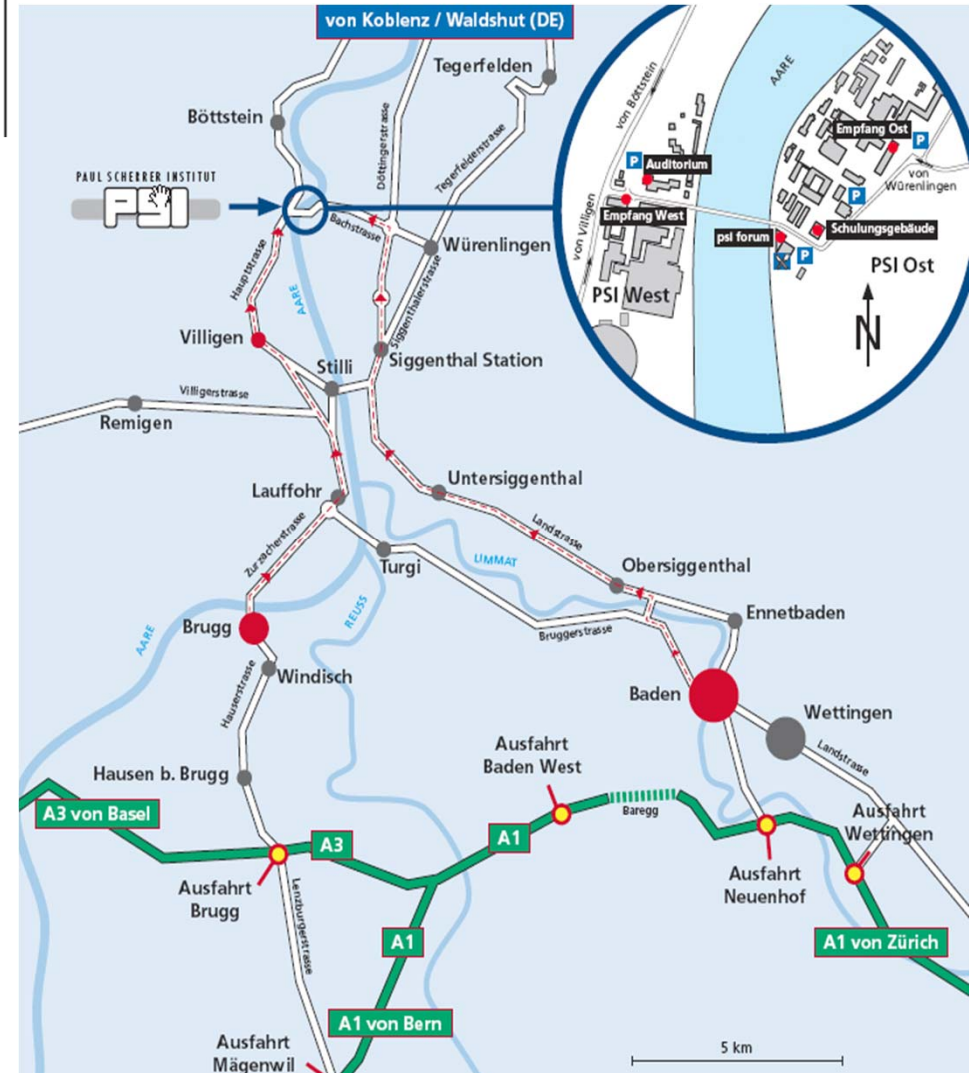 von Koblenz / Waldshut (DE)
Tegerfelden
Böttstein
Döttingerstrasse
Tegerfelderstrasse
PAUL SCHERRER INSTITUT
PSI
Bachstrasse
Würenlingen
Hauptstrasse
AARE
Siggenthalerstrasse
Villigen
Stilli
Siggenthal Station
Villigerstrasse
Remigen
Lauffohr
Untersiggenthal
Landstrasse
Zurzacherstrasse
Turgi
LIMMAT
Obersiggenthal
Ennetbaden
AARE
Brugg
REUSS
Bruggerstrasse
Windisch
Hauserstrasse
Baden
Wettingen
Landstrasse
Hausen b. Brugg
Ausfahrt
Baden West
A3 von Basel
A3
A1
Baregg
Ausfahrt
Wettingen
Ausfahrt
Brugg
Ausfahrt
Neuenhof
Lenzburgerstrasse
A1
A1 von Zürich
A1 von Bern
Ausfahrt
Mägenwil
5 km
von Böttstein
AARE
Empfang Ost
P
P
Auditorium
von
Würenlingen
P
Empfang West
von Villigen
psi forum
Schulungsgebäude
P
PSI West
PSI Ost
N